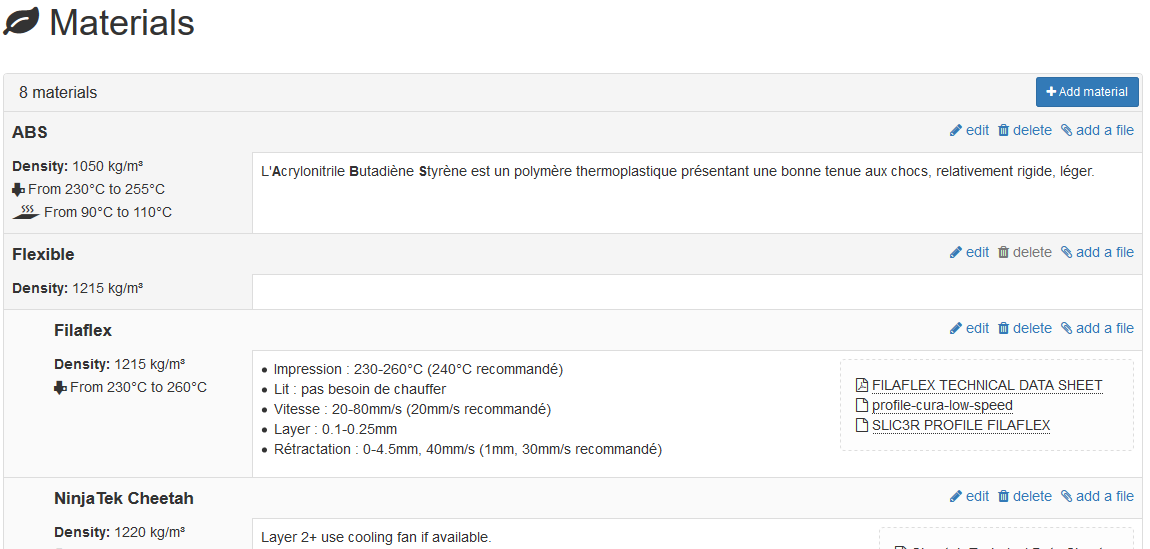 Materials
8 materials
Add material
ABS
edit delete add a file
Density: 1050 kg/m³
From 230°C to 255°C
From 90°C to 110°C
L'Acrylonitrile Butadiène Styrène est un polymère thermoplastique présentant une bonne tenue aux chocs, relativement rigide, léger.
Flexible
edit delete add a file
Density: 1215 kg/m³
Filaflex
edit delete add a file
Density: 1215 kg/m³
From 230°C to 260°C
• Impression : 230-260°C (240°C recommandé)
• Lit : pas besoin de chauffer
• Vitesse : 20-80mm/s (20mm/s recommandé)
• Layer : 0.1-0.25mm
• Rétractation : 0-4.5mm, 40mm/s (1mm, 30mm/s recommandé)
FILAFLEX TECHNICAL DATA SHEET
profile-cura-low-speed
SLIC3R PROFILE FILAFLEX
NinjaTek Cheetah
edit delete add a file
Density: 1220 kg/m³
Layer 2+ use cooling fan if available.